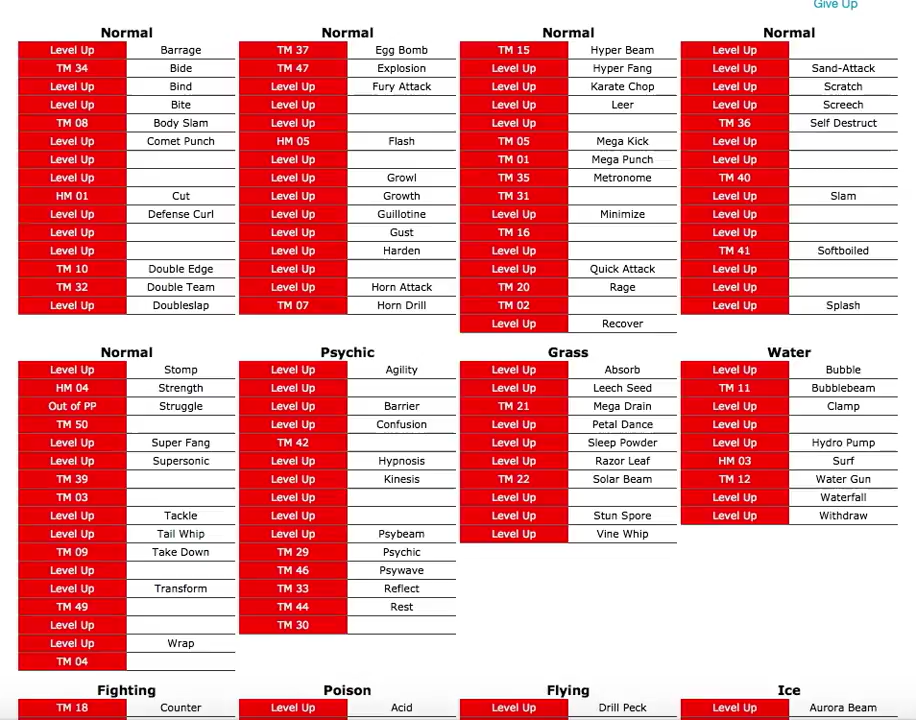 Give Up
Normal Normal Normal Normal
Level Up Barrage TM 37 Egg Bomb TM 15 Hyper Beam Level Up
TM 34 Bide TM 47 Explosion Level Up Hyper Fang Level Up Sand-Attack
Level Up Bind Level Up Fury Attack Level Up Karate Chop Level Up Scratch
Level Up Bite Level Up Level Up Leer Level Up Screech
TM 08 Body Slam Level Up Level Up TM 36 Self Destruct
Level Up Comet Punch HM 05 Flash TM 05 Mega Kick Level Up
Level Up Level Up TM 01 Mega Punch Level Up
Level Up Level Up Growl TM 35 Metronome TM 40
HM 01 Cut Level Up Growth TM 31 Level Up Slam
Level Up Defense Curl Level Up Guillotine Level Up Minimize Level Up
Level Up Level Up Gust TM 16 Level Up
Level Up Level Up Harden Level Up TM 41 Softboiled
TM 10 Double Edge Level Up Level Up Quick Attack Level Up
TM 32 Double Team Level Up Horn Attack TM 20 Rage Level Up
Level Up Doubleslap TM 07 Horn Drill TM 02 Level Up Splash
Level Up Recover
Normal Psychic Grass Water
Level Up Stomp Level Up Agility Level Up Absorb Level Up Bubble
HM 04 Strength Level Up Level Up Leech Seed TM 11 Bubblebeam
Out of PP Struggle Level Up Barrier TM 21 Mega Drain Level Up Clamp
TM 50 Level Up Confusion Level Up Petal Dance Level Up
Level Up Super Fang TM 42 Level Up Sleep Powder Level Up Hydro Pump
Level Up Supersonic Level Up Hypnosis Level Up Razor Leaf HM 03 Surf
TM 39 Level Up Kinesis TM 22 Solar Beam TM 12 Water Gun
TM 03 Level Up Level Up Level Up Waterfall
Level Up Tackle Level Up Level Up Stun Spore Level Up Withdraw
Level Up Tail Whip Level Up Psybeam Level Up Vine Whip
TM 09 Take Down TM 29 Psychic
Level Up TM 46 Psywave
Level Up Transform TM 33 Reflect
TM 49 TM 44 Rest
Level Up TM 30
Level Up Wrap
TM 04
Fighting Poison Flying Ice
TM 18 Counter Level Up Acid Level Up Drill Peck Level Up Aurora Beam